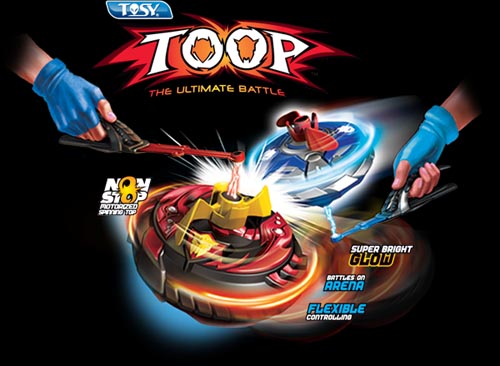 TOSY
TOOP
THE ULTIMATE BATTLE
NON
STOP
MOTORIZED
SPINNING TOP
SUPER BRIGHT
GLOW
BATTLES ON
ARENA
FLEXIBLE
CONTROLLING